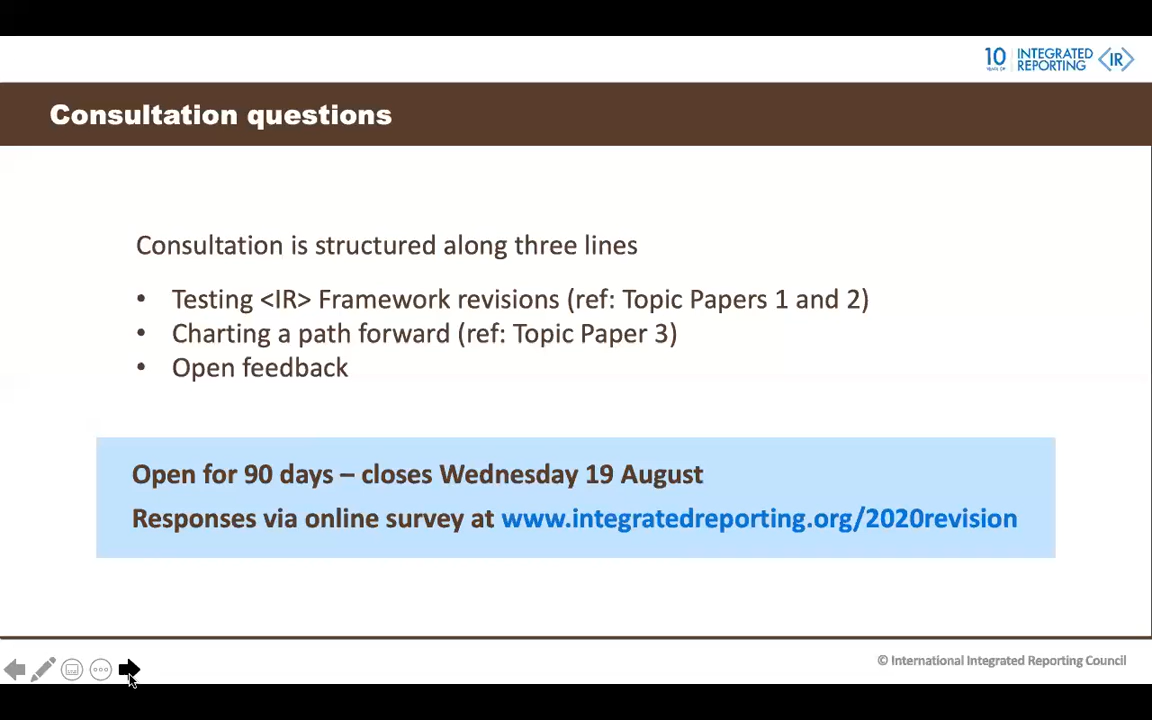 10 INTEGRATED
YEARS OF REPORTING <IR>
Consultation questions
Consultation is structured along three lines
• Testing <IR> Framework revisions (ref: Topic Papers 1 and 2)
• Charting a path forward (ref: Topic Paper 3)
• Open feedback
Open for 90 days – closes Wednesday 19 August
Responses via online survey at www.integratedreporting.org/2020revision
© International Integrated Reporting Council